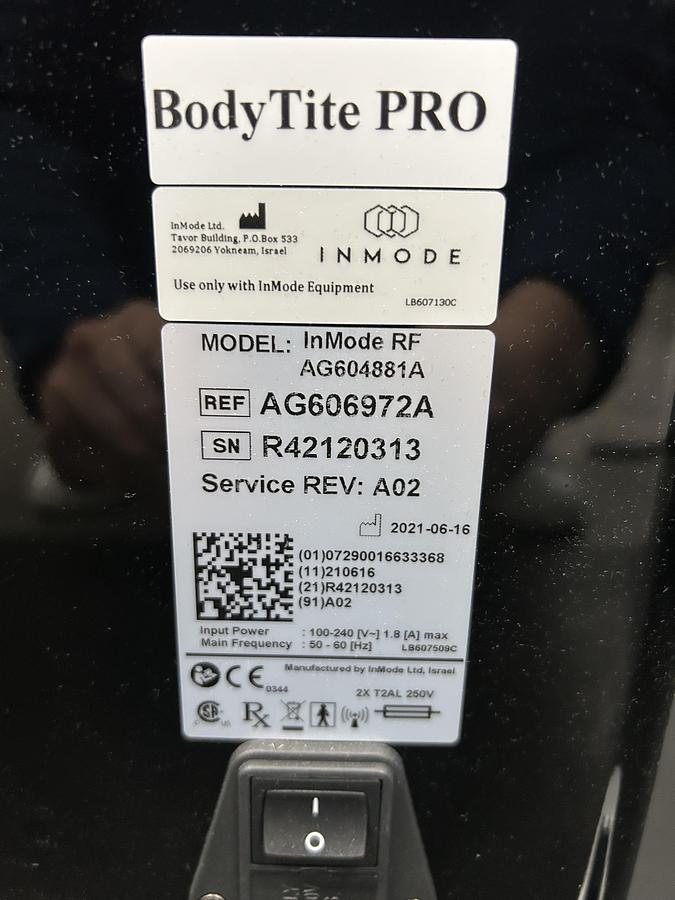 BodyTite PRO
InMode Ltd.
Tavor Building, P.O.Box 533
2069206 Yokneam, Israel
INMODE
Use only with InMode Equipment
LB607130C
MODEL: InMode RF
AG604881A
REF AG606972A
SN R42120313
Service REV: A02
2021-06-16
(01)07290016633368
(11)210616
(21)R42120313
(91)A02
Input Power : 100-240 [V~] 1.8 [A] max
Main Frequency : 50 - 60 [Hz]
LB607509C
Manufactured by InMode Ltd, Israel
CE 0344
2X T2AL 250V
c SA us
Rx
I
O